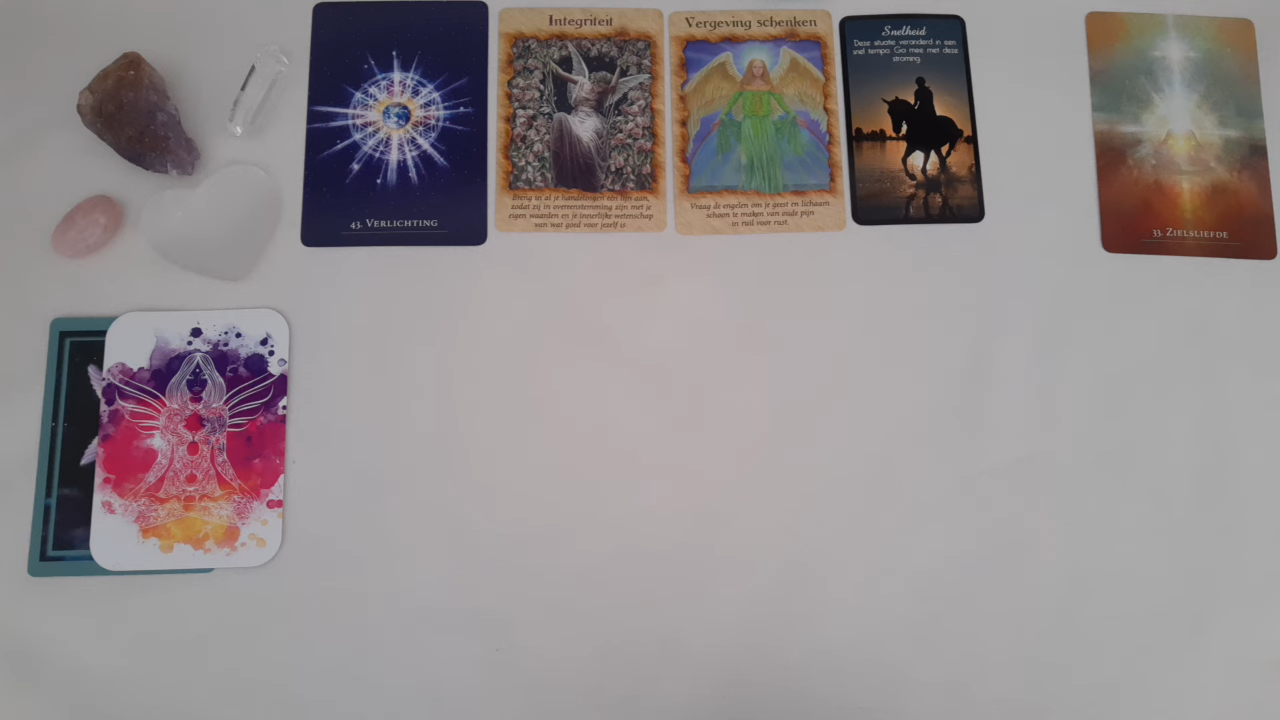 43. Verlichting
Integriteit
Breng in al je handelingen een lijn aan,
zodat zij in overeenstemming zijn met je
eigen waarden en je innerlijke wetenschap
van wat goed voor jezelf is.
Vergeving schenken
Vraag de engelen om je geest en lichaam
schoon te maken van oude pijn
in ruil voor rust.
Snelheid
Deze situatie veranderd in een
snel tempo. Ga mee met deze
stroming.
33. Zielsliefde